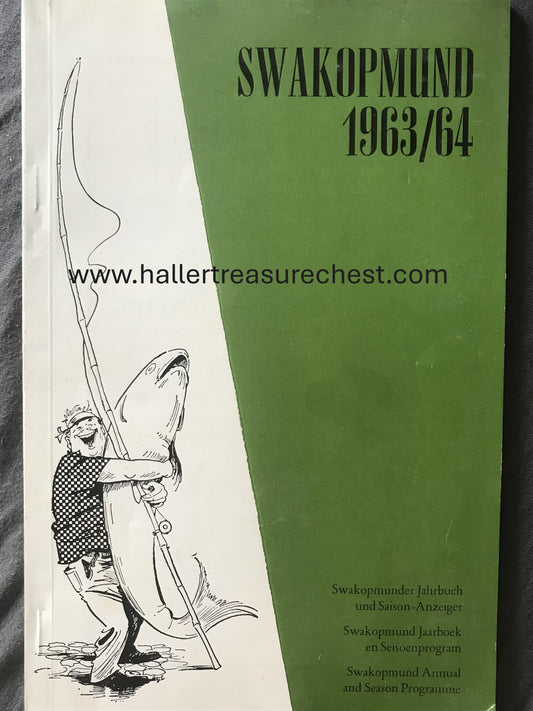 SWAKOPMUND
1963/64
www.hallertreasurechest.com
Swakopmunder Jahrbuch
und Saison-Anzeiger
Swakopmund Jaarboek
en Seisoenprogram
Swakopmund Annual
and Season Programme